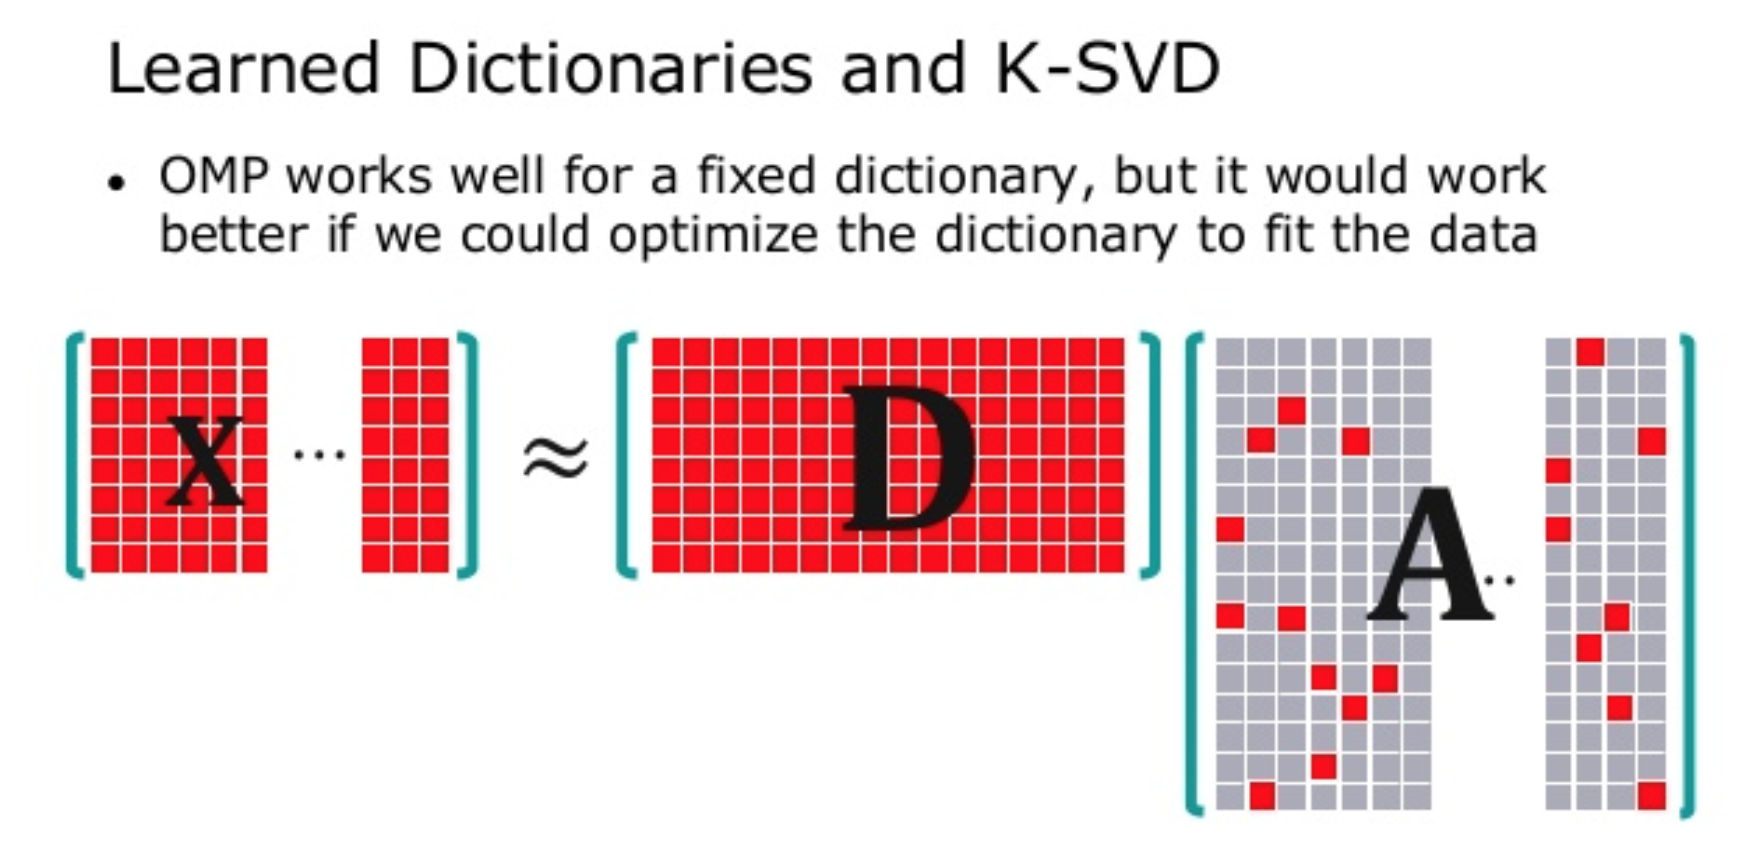 Learned Dictionaries and K-SVD
• OMP works well for a fixed dictionary, but it would work
better if we could optimize the dictionary to fit the data
X ... ≈ D A ..